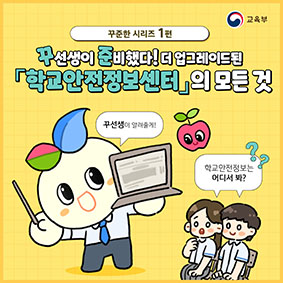 교육부
꾸준한 시리즈 1편
꾸선생이 준비했다! 더 업그레이드된
「학교안전정보센터」의 모든 것
꾸선생이 알려줄게!
학교안전정보는
어디서 봐?
??